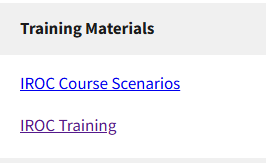 Training Materials
IROC Course Scenarios
IROC Training